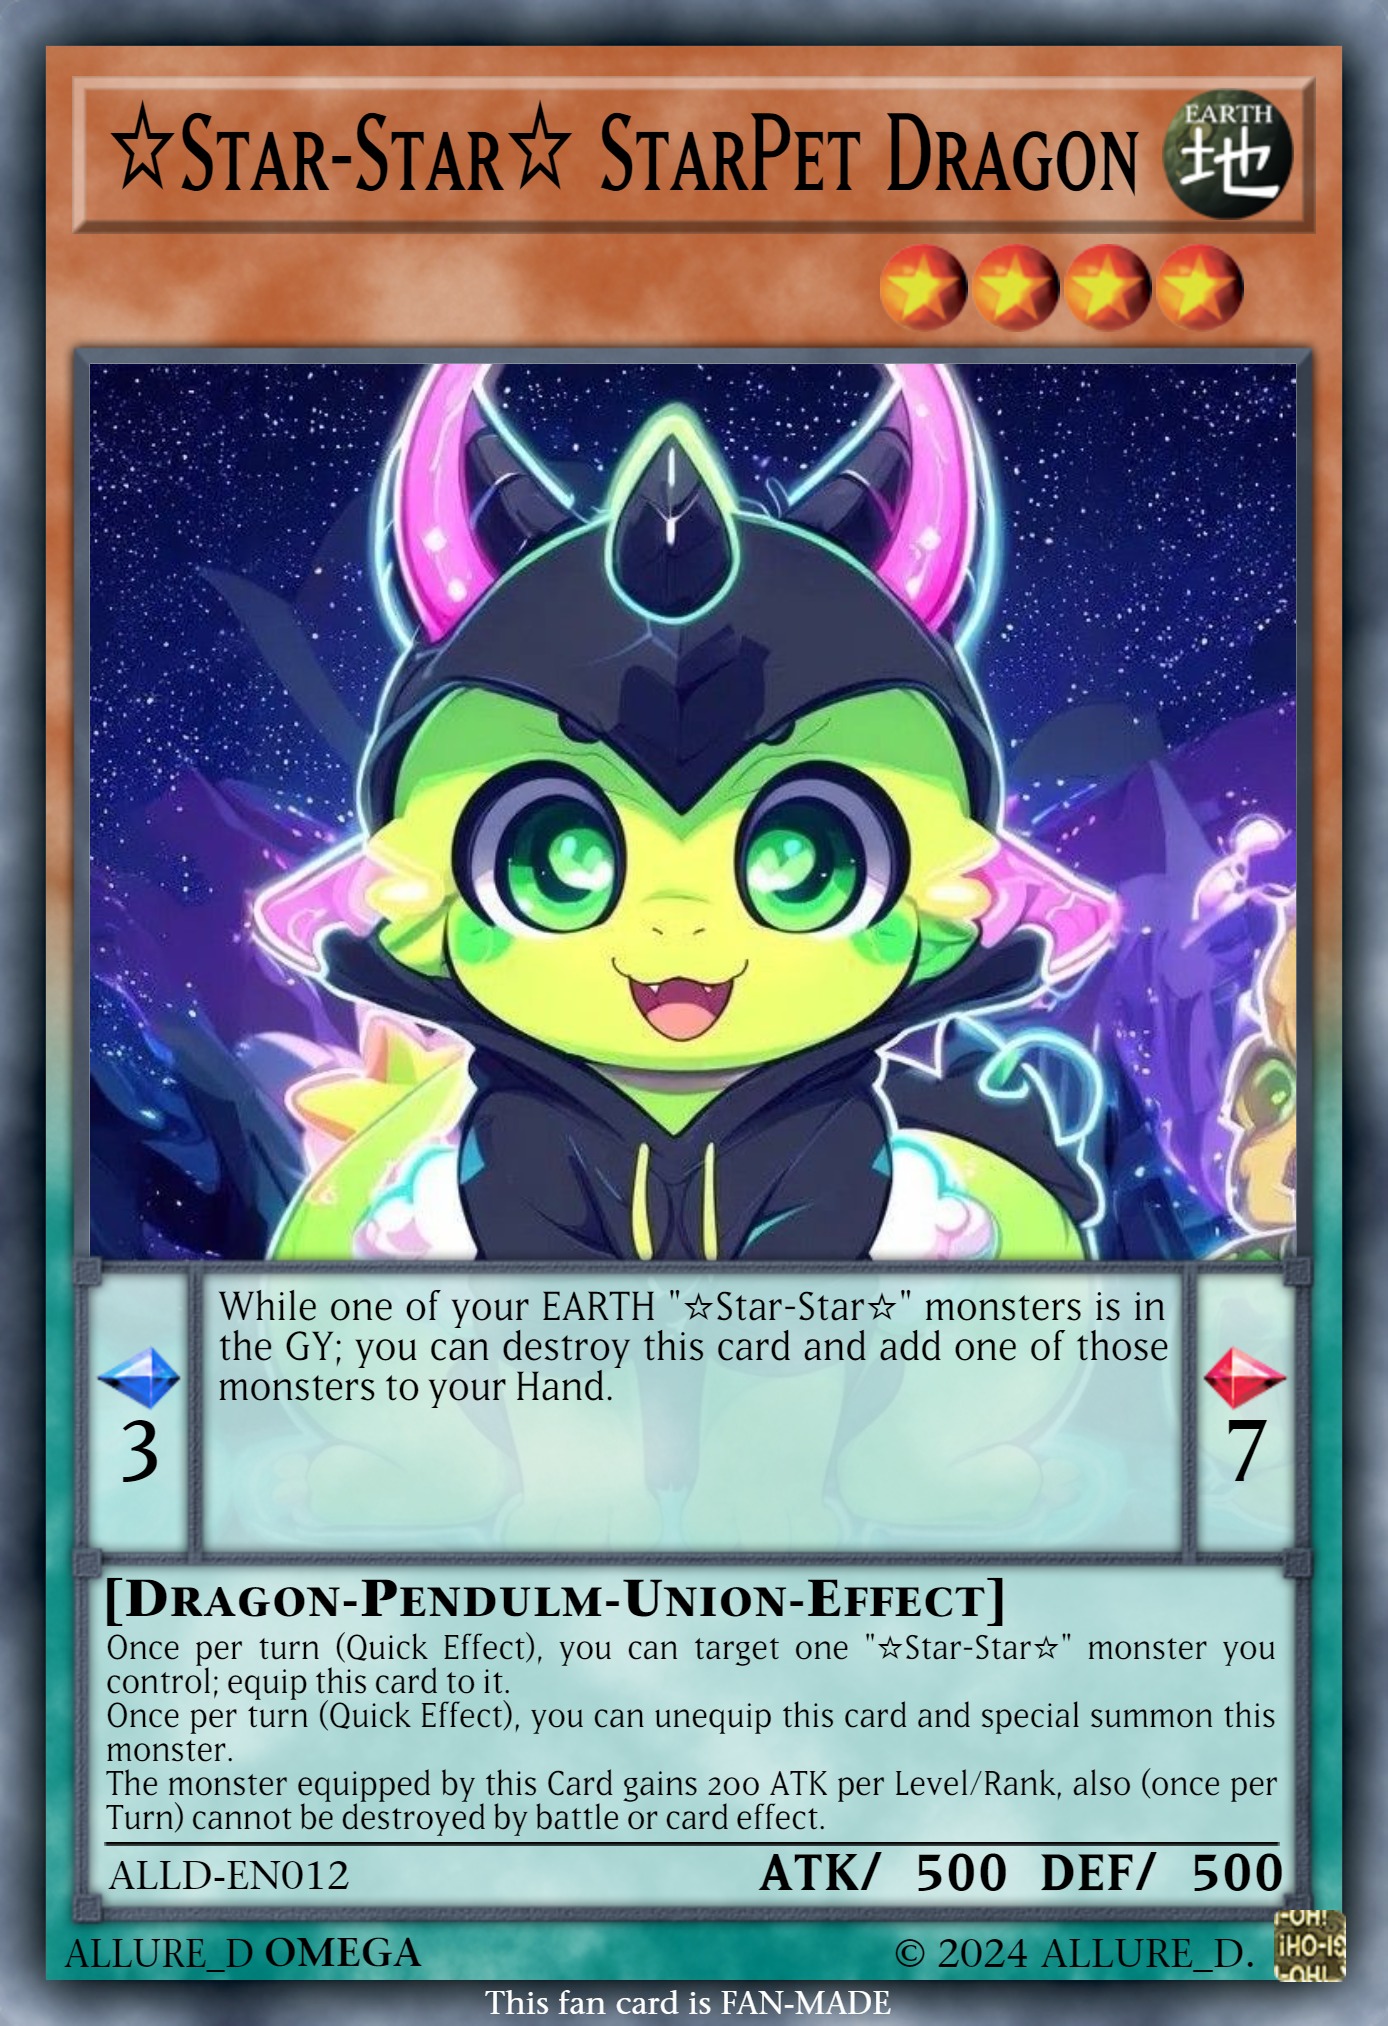 ☆Star-Star☆ StarPet Dragon
EARTH
地
While one of your EARTH "☆Star-Star☆" monsters is in
the GY; you can destroy this card and add one of those
monsters to your Hand.
3
7
[Dragon-Pendulm-Union-Effect]
Once per turn (Quick Effect), you can target one "☆Star-Star☆" monster you
control; equip this card to it.
Once per turn (Quick Effect), you can unequip this card and special summon this
monster.
The monster equipped by this Card gains 200 ATK per Level/Rank, also (once per
Turn) cannot be destroyed by battle or card effect.
ALLD-EN012
ATK/ 500 DEF/ 500
ALLURE_D OMEGA
© 2024 ALLURE_D.
This fan card is FAN-MADE